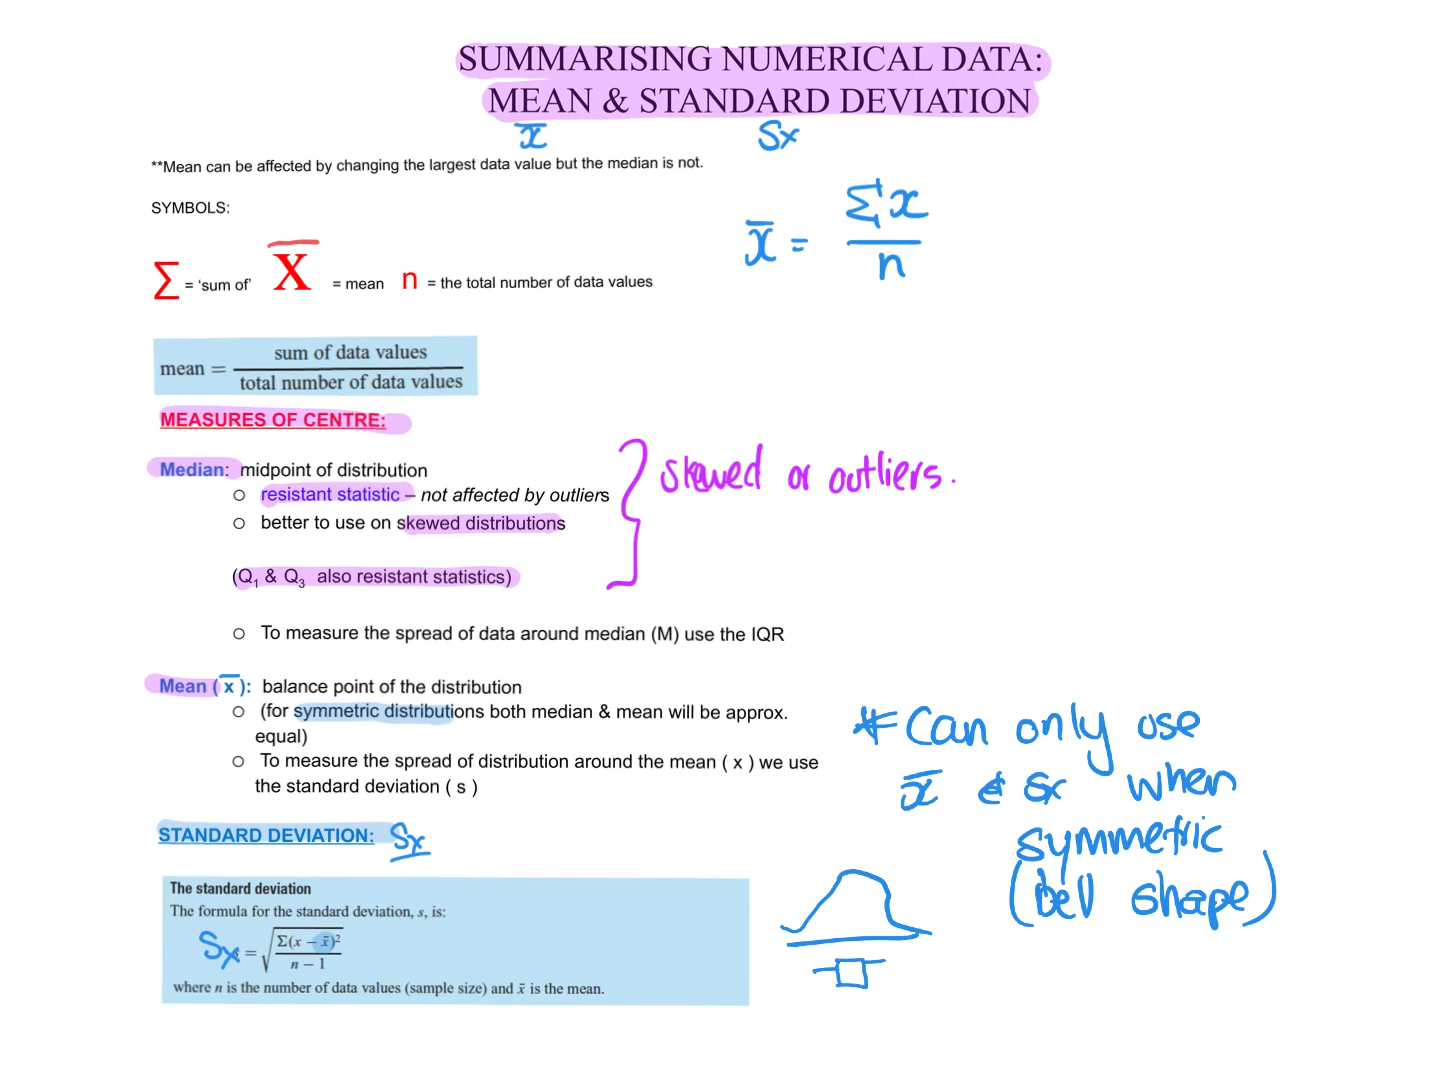 SUMMARISING NUMERICAL DATA:
MEAN & STANDARD DEVIATION
x̄ Sx
**Mean can be affected by changing the largest data value but the median is not.
SYMBOLS:
x̄ = Σx / n
Σ = 'sum of' X̄ = mean n = the total number of data values
mean = sum of data values / total number of data values
MEASURES OF CENTRE:
Median: midpoint of distribution
○ resistant statistic – not affected by outliers
○ better to use on skewed distributions
skewed or outliers.
(Q₁ & Q₃ also resistant statistics)
○ To measure the spread of data around median (M) use the IQR
Mean ( x̄ ): balance point of the distribution
○ (for symmetric distributions both median & mean will be approx.
equal)
○ To measure the spread of distribution around the mean ( x ) we use
the standard deviation ( s )
* Can only use
x̄ & Sx when
symmetric
(bell shape)
STANDARD DEVIATION: Sx
The standard deviation
The formula for the standard deviation, s, is:
Sx = √(Σ(x − x̄)² / n − 1)
where n is the number of data values (sample size) and x̄ is the mean.